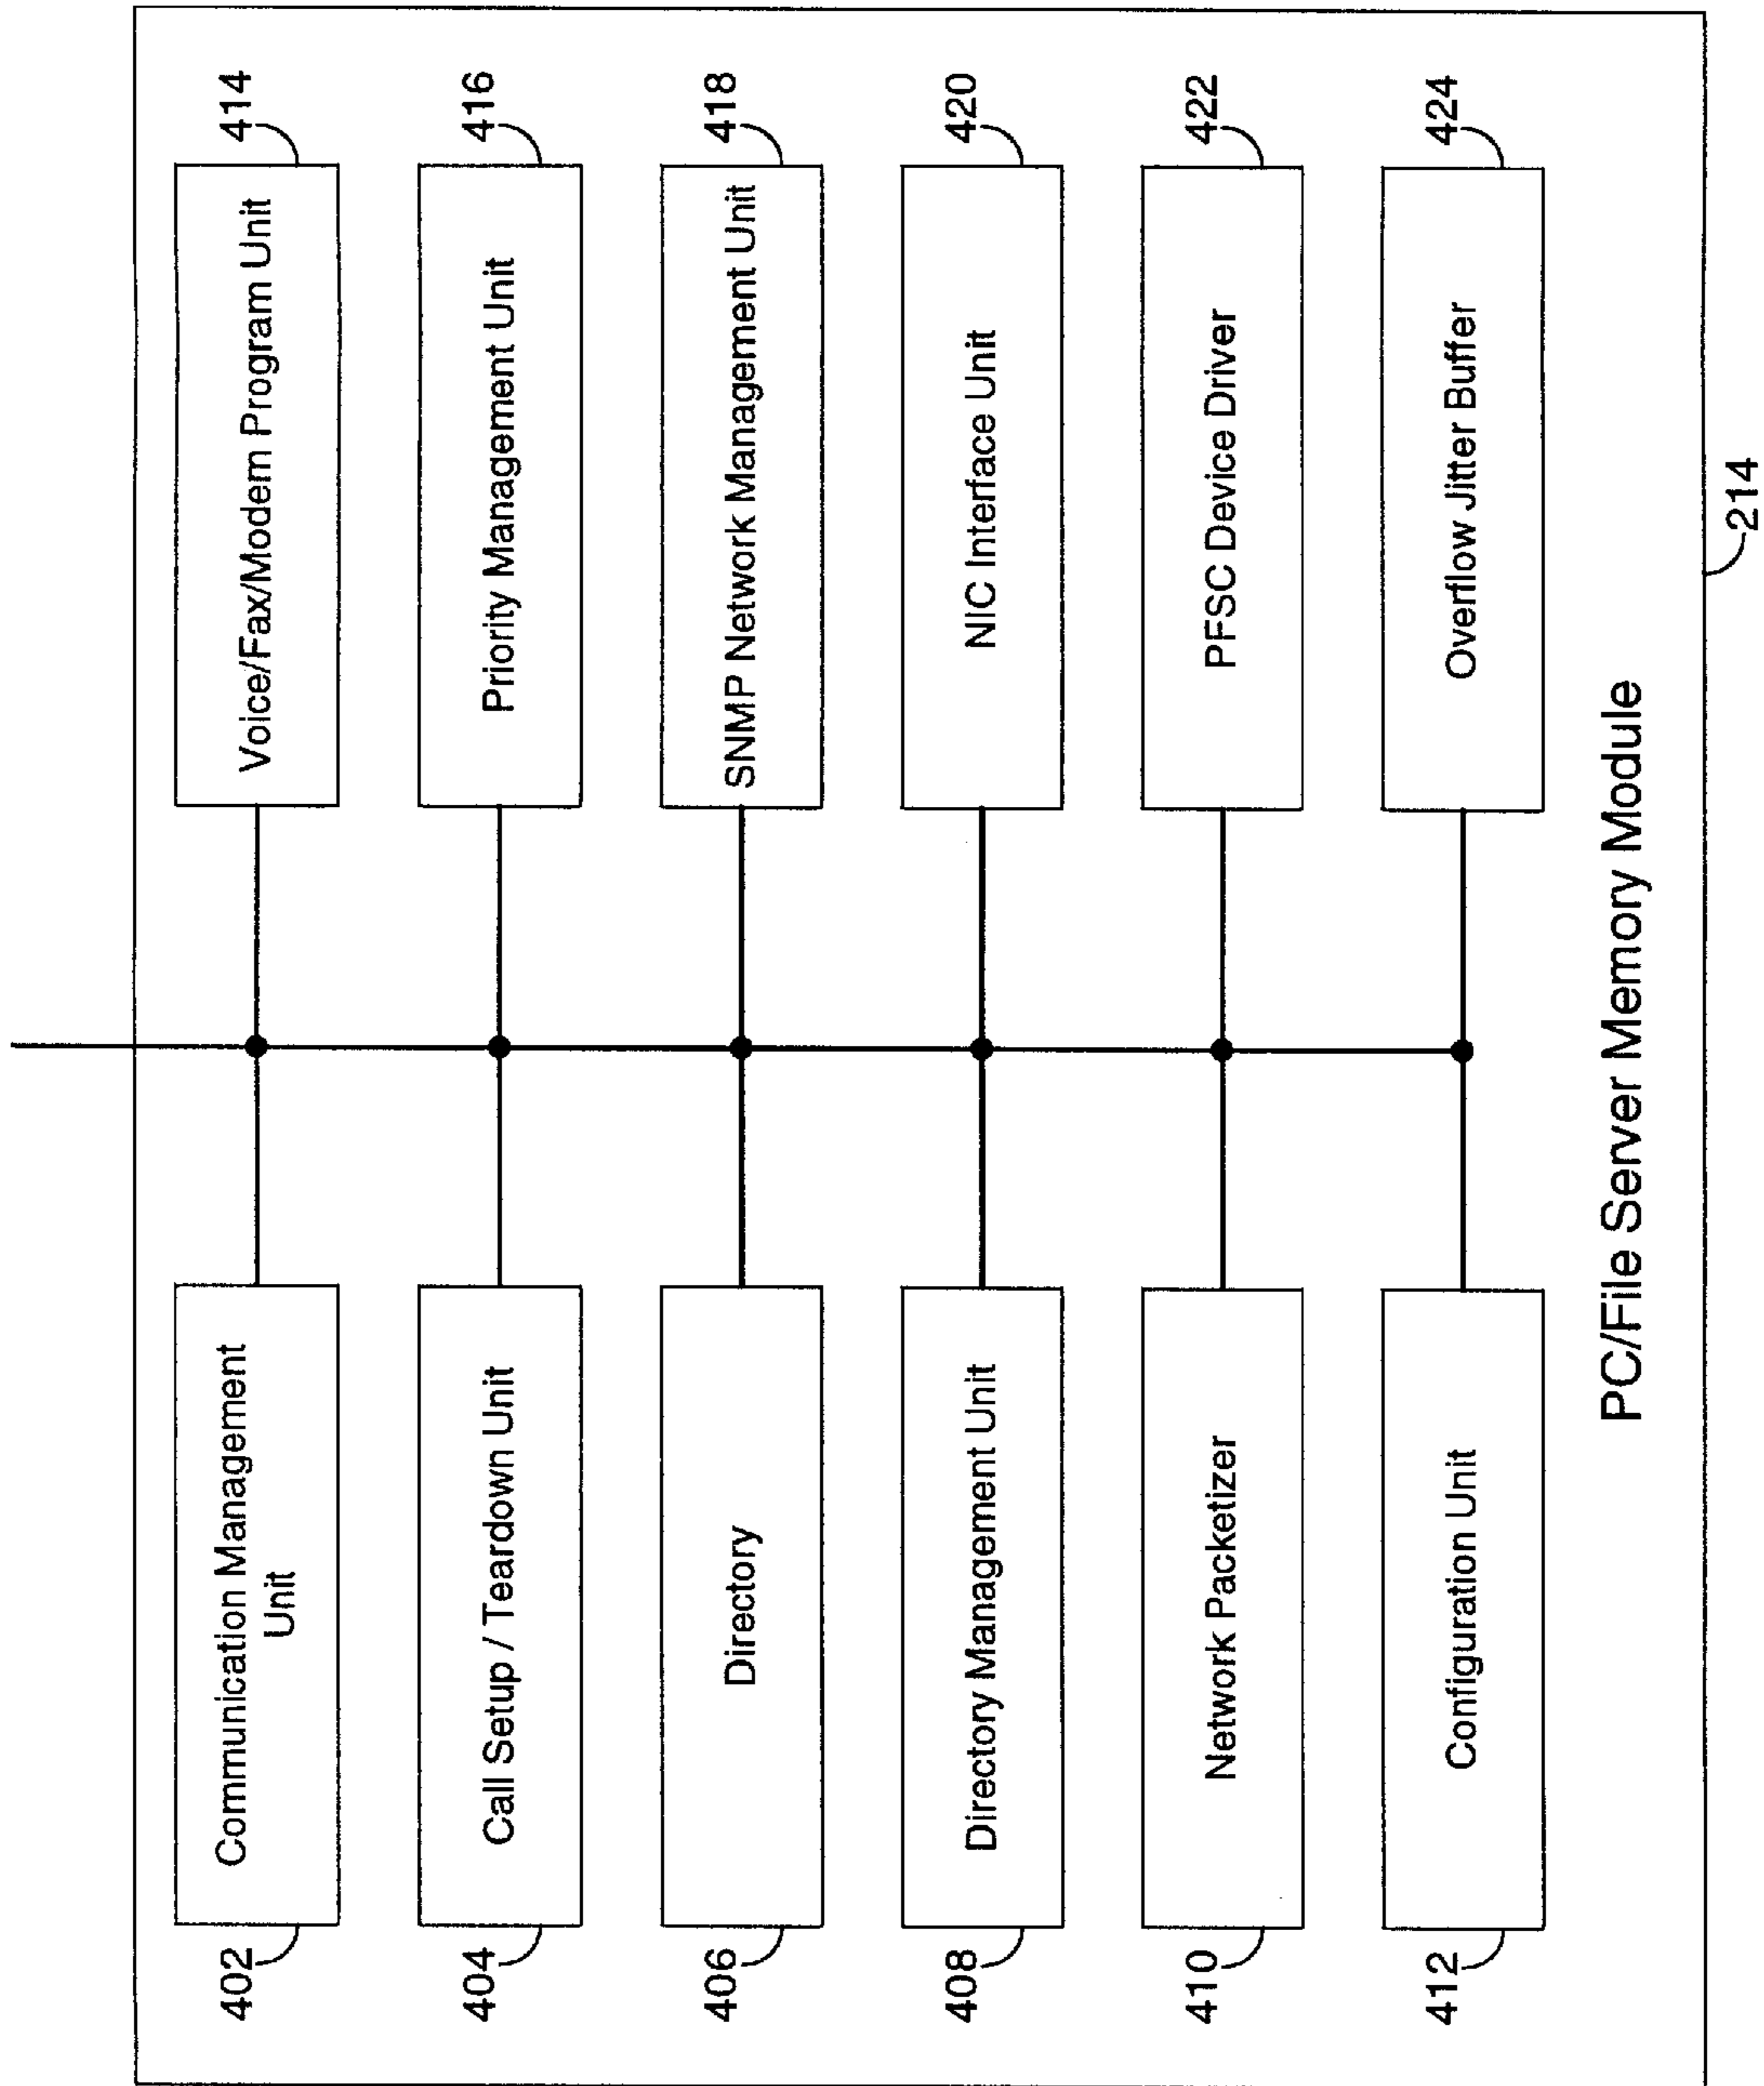 402
Communication Management
Unit
Voice/Fax/Modem Program Unit
414
404
Call Setup / Teardown Unit
Priority Management Unit
416
406
Directory
SNMP Network Management Unit
418
408
Directory Management Unit
NIC Interface Unit
420
410
Network Packetizer
PFSC Device Driver
422
412
Configuration Unit
Overflow Jitter Buffer
424
PC/File Server Memory Module
214